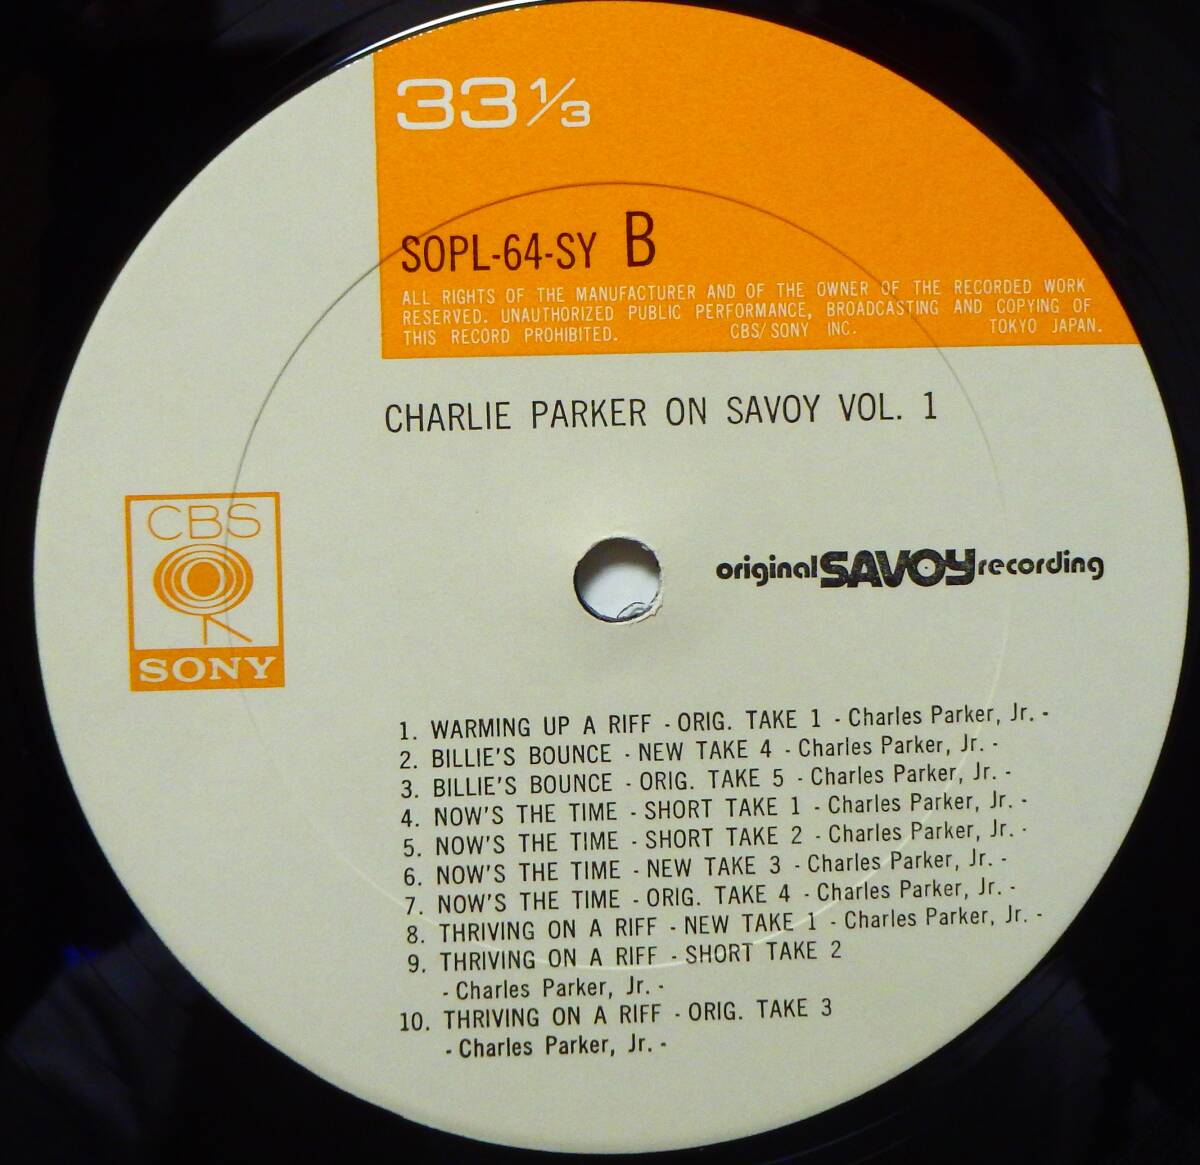 33 1/3
SOPL-64-SY B
ALL RIGHTS OF THE MANUFACTURER AND OF THE OWNER OF THE RECORDED WORK
RESERVED. UNAUTHORIZED PUBLIC PERFORMANCE, BROADCASTING AND COPYING OF
THIS RECORD PROHIBITED. CBS/SONY INC. TOKYO JAPAN.
CHARLIE PARKER ON SAVOY VOL. 1
CBS
SONY
original SAVOY recording
1. WARMING UP A RIFF - ORIG. TAKE 1 - Charles Parker, Jr. -
2. BILLIE'S BOUNCE - NEW TAKE 4 - Charles Parker, Jr. -
3. BILLIE'S BOUNCE - ORIG. TAKE 5 - Charles Parker, Jr. -
4. NOW'S THE TIME - SHORT TAKE 1 - Charles Parker, Jr. -
5. NOW'S THE TIME - SHORT TAKE 2 - Charles Parker, Jr. -
6. NOW'S THE TIME - NEW TAKE 3 - Charles Parker, Jr. -
7. NOW'S THE TIME - ORIG. TAKE 4 - Charles Parker, Jr. -
8. THRIVING ON A RIFF - NEW TAKE 1 - Charles Parker, Jr. -
9. THRIVING ON A RIFF - SHORT TAKE 2
- Charles Parker, Jr. -
10. THRIVING ON A RIFF - ORIG. TAKE 3
- Charles Parker, Jr. -